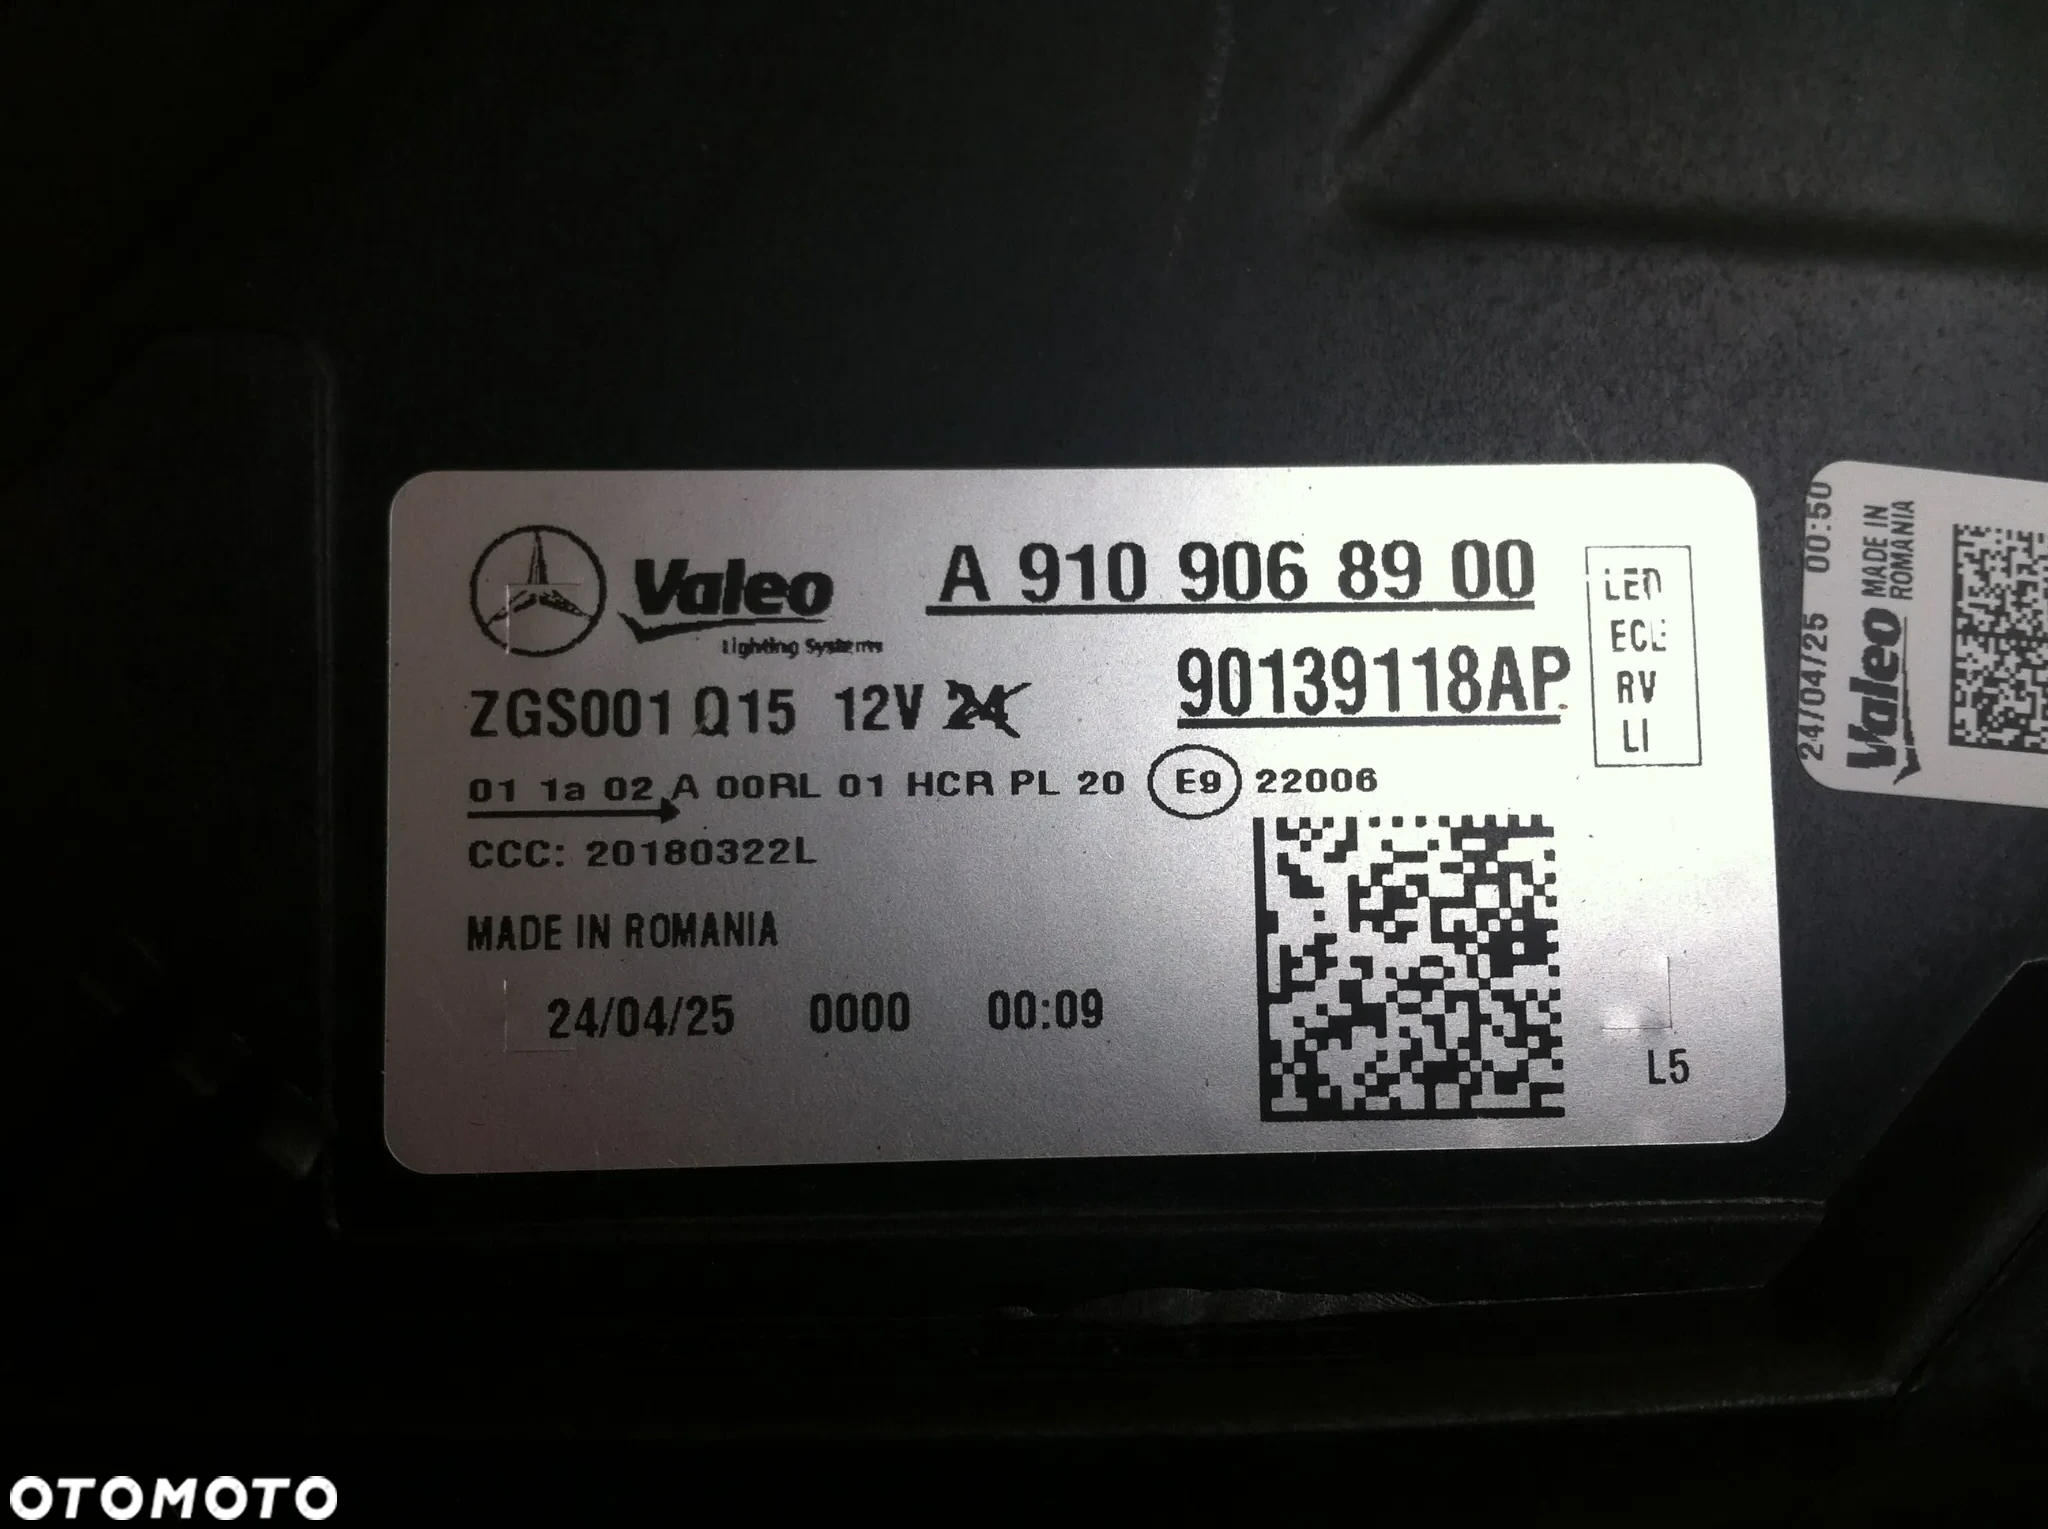 Valeo
Lighting Systems
A 910 906 89 00
90139118AP
LED
ECE
RV
LI
ZGS001 Q15 12V 24
01 1a 02 A 00RL 01 HCR PL 20 E9 22006
CCC: 20180322L
MADE IN ROMANIA
24/04/25 0000 00:09
L5
24/04/25 00:50
Valeo MADE IN
ROMANIA
OTOMOTO